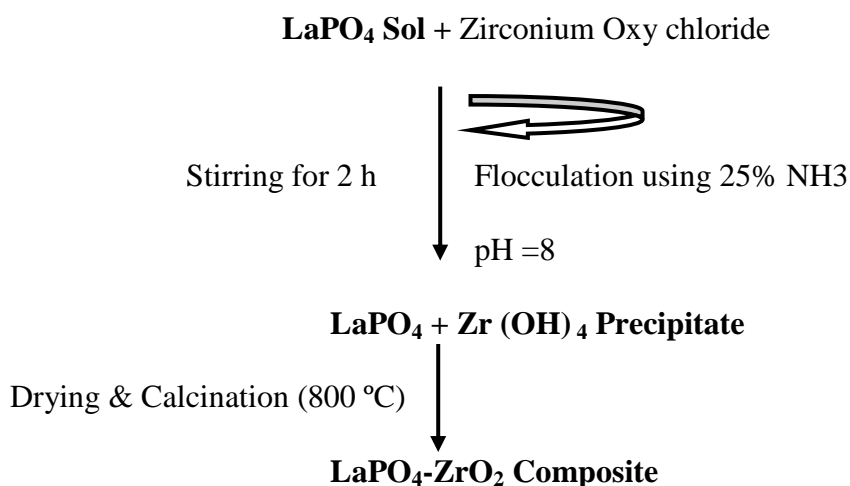 LaPO₄ Sol + Zirconium Oxy chloride
Stirring for 2 h
Flocculation using 25% NH3
pH =8
LaPO₄ + Zr (OH) ₄ Precipitate
Drying & Calcination (800 ºC)
LaPO₄-ZrO₂ Composite